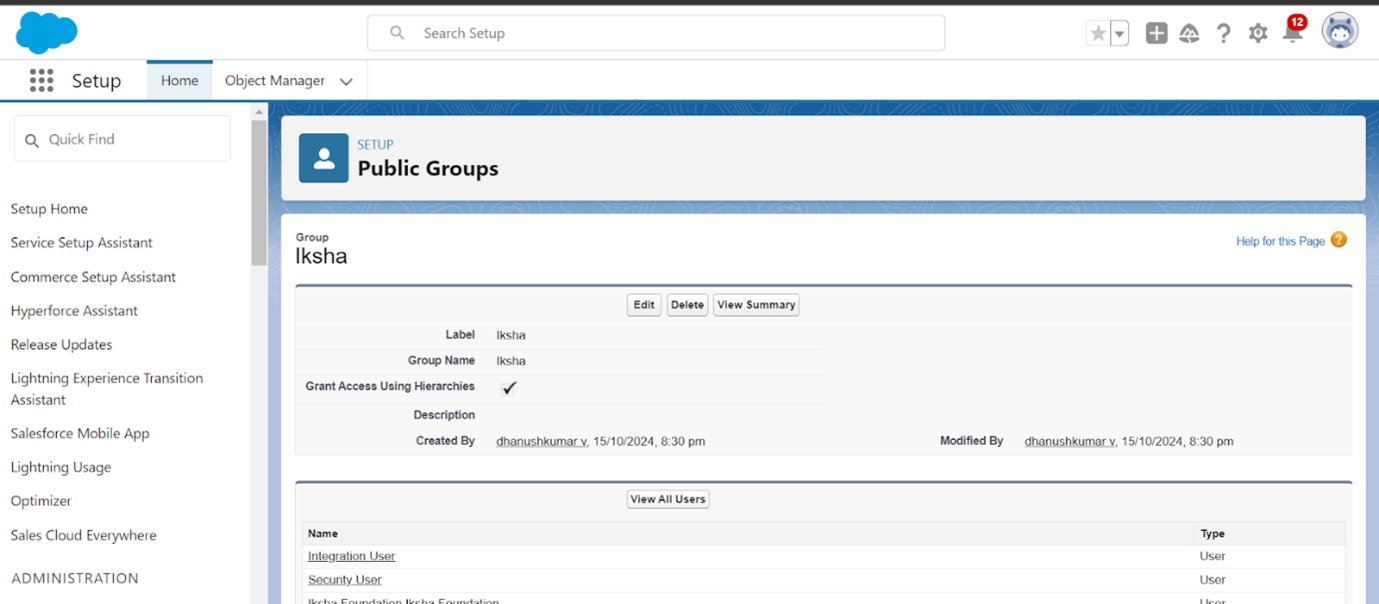 Search Setup
12
Setup
Home
Object Manager
Quick Find
Setup Home
Service Setup Assistant
Commerce Setup Assistant
Hyperforce Assistant
Release Updates
Lightning Experience Transition
Assistant
Salesforce Mobile App
Lightning Usage
Optimizer
Sales Cloud Everywhere
ADMINISTRATION
SETUP
Public Groups
Group
Iksha
Help for this Page ?
Edit Delete View Summary
Label Iksha
Group Name Iksha
Grant Access Using Hierarchies
Description
Created By dhanushkumar v, 15/10/2024, 8:30 pm Modified By dhanushkumar v, 15/10/2024, 8:30 pm
View All Users
Name Type
Integration User User
Security User User
Iksha Foundation Iksha Foundation User